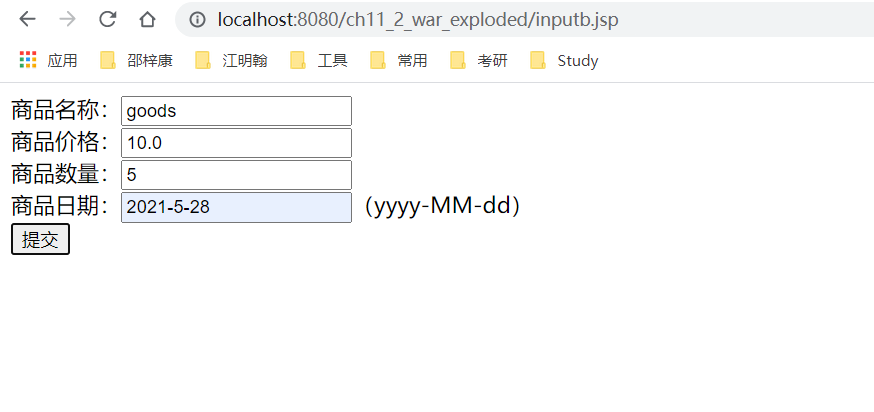 localhost:8080/ch11_2_war_exploded/inputb.jsp
应用 邵梓康 江明翰 工具 常用 考研 Study
商品名称：goods
商品价格：10.0
商品数量：5
商品日期：2021-5-28 （yyyy-MM-dd）
提交